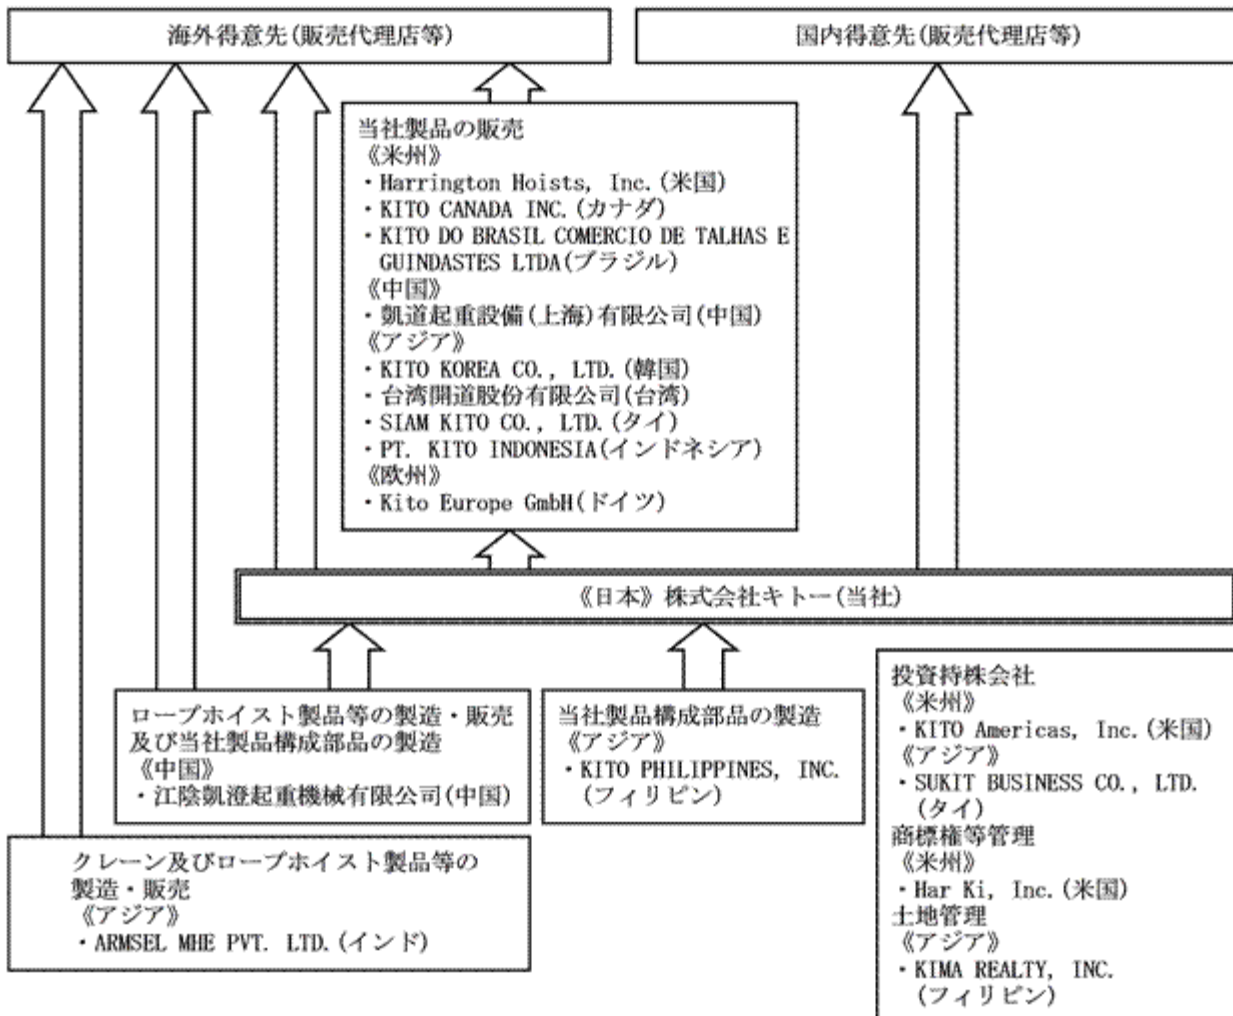 海外得意先(販売代理店等)
国内得意先(販売代理店等)
当社製品の販売
《米州》
・Harrington Hoists, Inc.(米国)
・KITO CANADA INC.(カナダ)
・KITO DO BRASIL COMERCIO DE TALHAS E
GUINDASTES LTDA(ブラジル)
《中国》
・凱道起重設備(上海)有限公司(中国)
《アジア》
・KITO KOREA CO., LTD.(韓国)
・台湾開道股份有限公司(台湾)
・SIAM KITO CO., LTD.(タイ)
・PT. KITO INDONESIA(インドネシア)
《欧州》
・Kito Europe GmbH(ドイツ)
《日本》株式会社キトー(当社)
ロープホイスト製品等の製造・販売
及び当社製品構成部品の製造
《中国》
・江陰凱澄起重機械有限公司(中国)
当社製品構成部品の製造
《アジア》
・KITO PHILIPPINES, INC.
(フィリピン)
クレーン及びロープホイスト製品等の
製造・販売
《アジア》
・ARMSEL MHE PVT. LTD.(インド)
投資持株会社
《米州》
・KITO Americas, Inc.(米国)
《アジア》
・SUKIT BUSINESS CO., LTD.
(タイ)
商標権等管理
《米州》
・Har Ki, Inc.(米国)
土地管理
《アジア》
・KIMA REALTY, INC.
(フィリピン)